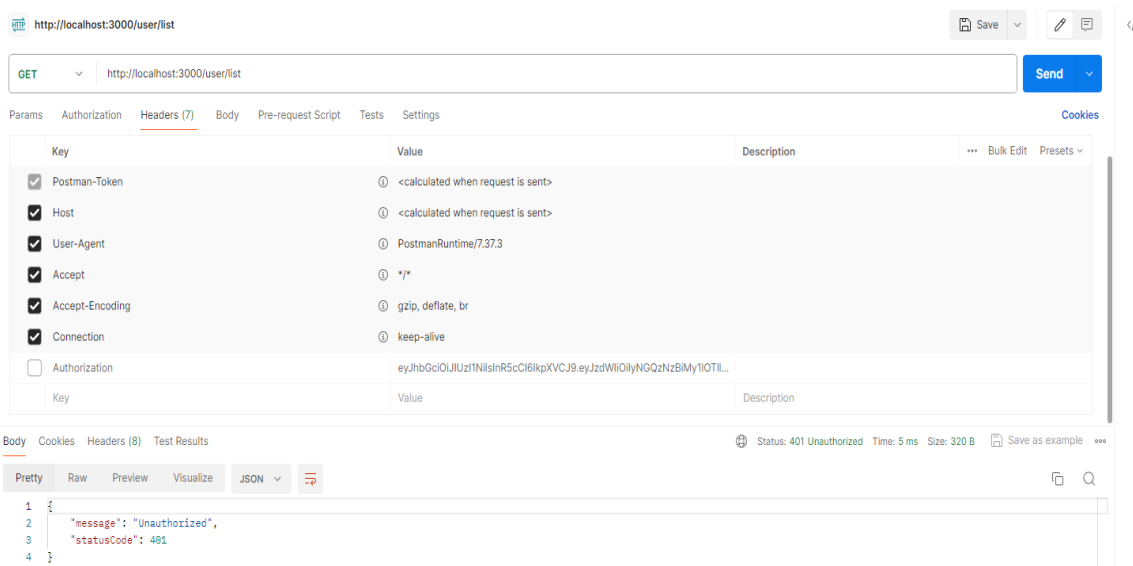 HTTP http://localhost:3000/user/list Save
GET http://localhost:3000/user/list Send
Params Authorization Headers (7) Body Pre-request Script Tests Settings Cookies
Key Value Description ••• Bulk Edit Presets
Postman-Token <calculated when request is sent>
Host <calculated when request is sent>
User-Agent PostmanRuntime/7.37.3
Accept */*
Accept-Encoding gzip, deflate, br
Connection keep-alive
Authorization eyJhbGciOiJIUzI1NiIsInR5cCI6IkpXVCJ9.eyJzdWIiOiIyNGQzNzBiMy1lOTll...
Key Value Description
Body Cookies Headers (8) Test Results Status: 401 Unauthorized Time: 5 ms Size: 320 B Save as example
Pretty Raw Preview Visualize JSON
1 {
2 "message": "Unauthorized",
3 "statusCode": 401
4 }